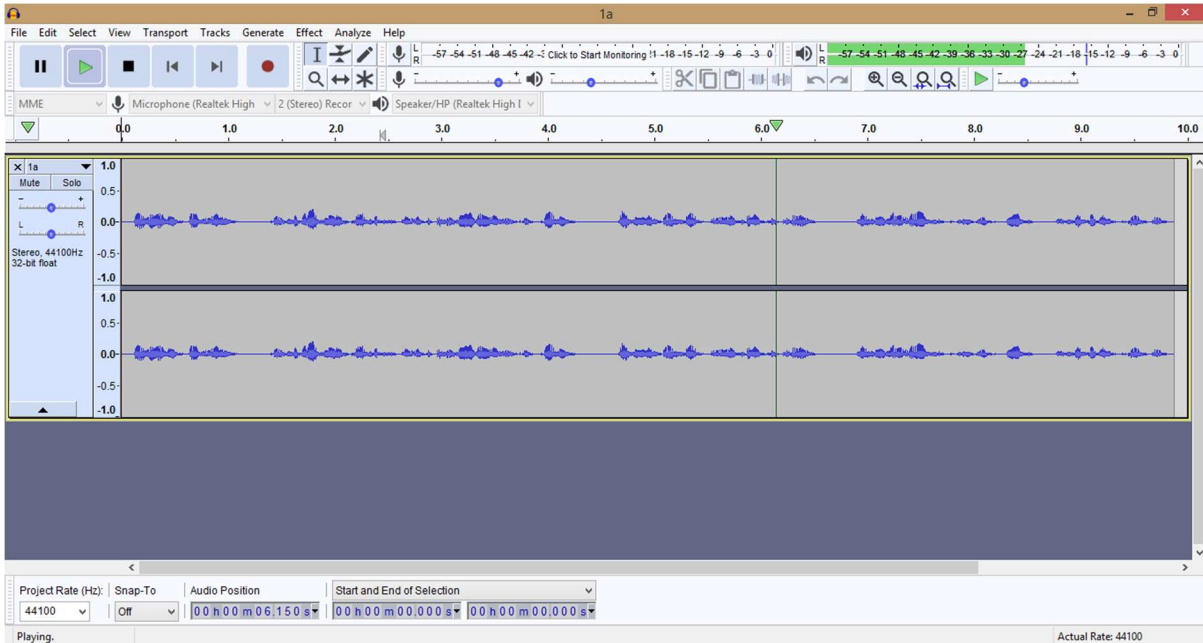 1a
File Edit Select View Transport Tracks Generate Effect Analyze Help
L R -57 -54 -51 -48 -45 -42 -3 Click to Start Monitoring !1 -18 -15 -12 -9 -6 -3 0
L R -57 -54 -51 -48 -45 -42 -39 -36 -33 -30 -27 -24 -21 -18 -15 -12 -9 -6 -3 0
MME Microphone (Realtek High 2 (Stereo) Recor Speaker/HP (Realtek High
0.0 1.0 2.0 3.0 4.0 5.0 6.0 7.0 8.0 9.0 10.0
1a
Mute Solo
- +
L R
Stereo, 44100Hz
32-bit float
1.0
0.5
0.0
-0.5
-1.0
1.0
0.5
0.0
-0.5
-1.0
Project Rate (Hz): Snap-To Audio Position Start and End of Selection
44100 Off 00 h 00 m 06.150 s 00 h 00 m 00.000 s 00 h 00 m 00.000 s
Playing. Actual Rate: 44100